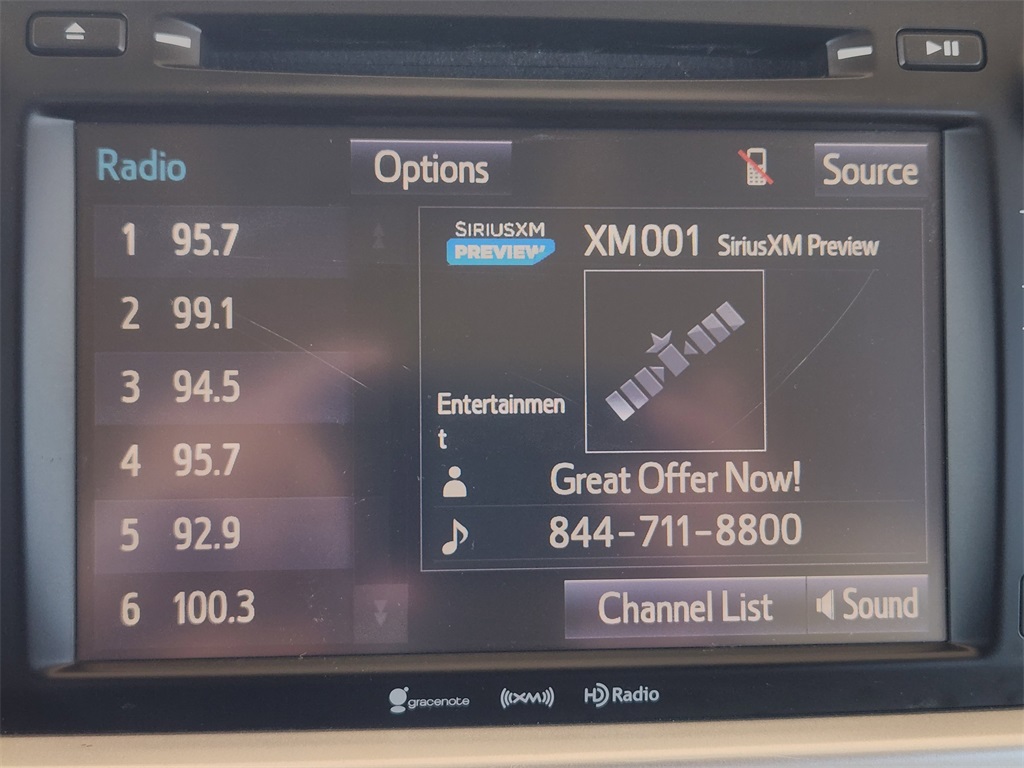 Radio
Options
Source
1 95.7
2 99.1
3 94.5
4 95.7
5 92.9
6 100.3
SIRIUSXM
PREVIEW
XM001 SiriusXM Preview
Entertainmen
t
Great Offer Now!
844-711-8800
Channel List
Sound
gracenote
((XM))
HD Radio